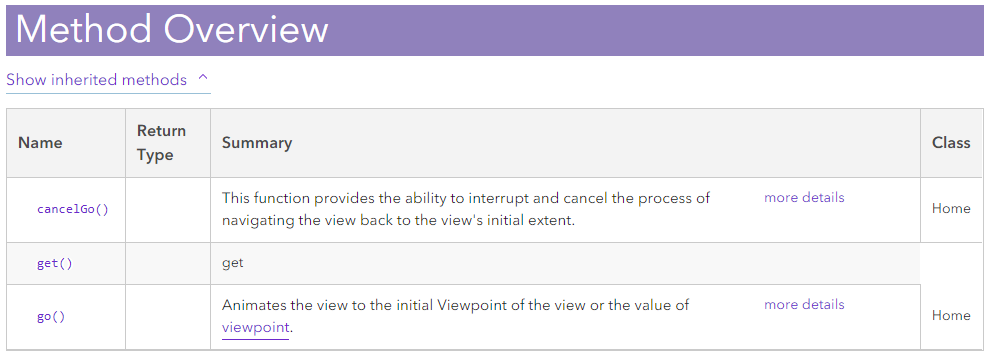 Method Overview
Show inherited methods ^
Name
Return
Type
Summary
Class
cancelGo()
This function provides the ability to interrupt and cancel the process of
navigating the view back to the view's initial extent.
more details
Home
get()
get
go()
Animates the view to the initial Viewpoint of the view or the value of
viewpoint.
more details
Home